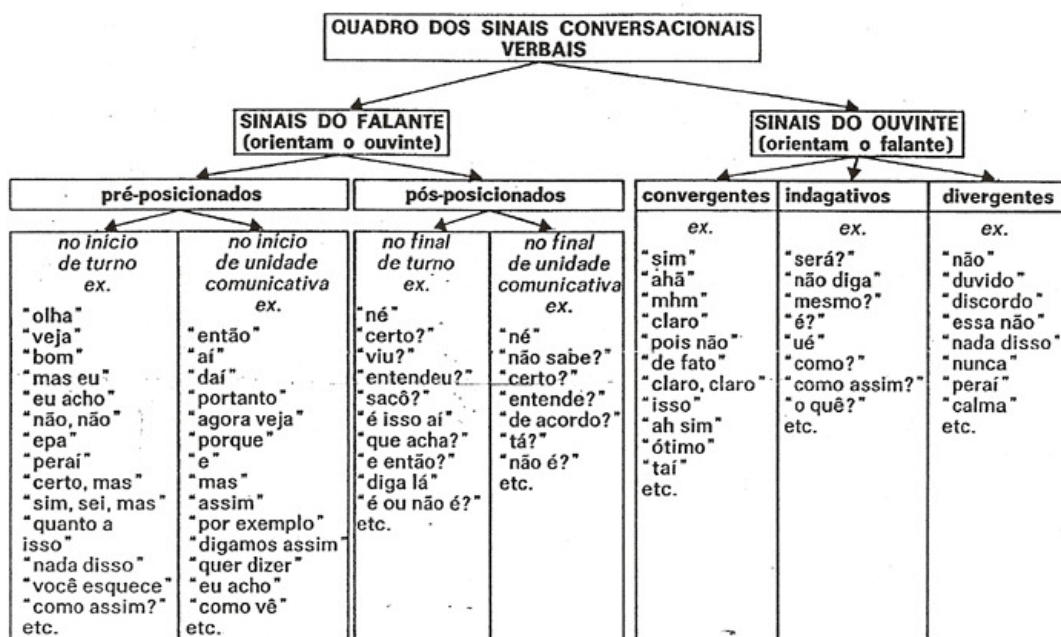 QUADRO DOS SINAIS CONVERSACIONAIS
VERBAIS
SINAIS DO FALANTE
(orientam o ouvinte)
SINAIS DO OUVINTE
(orientam o falante)
pré-posicionados
pós-posicionados
convergentes
indagativos
divergentes
no início
de turno
ex.
"olha"
"veja"
"bom"
"mas eu"
"eu acho"
"não, não"
"epa"
"peraí"
"certo, mas"
"sim, sei, mas"
"quanto a
isso"
"nada disso"
"você esquece"
"como assim?"
etc.
no início
de unidade
comunicativa
ex.
"então"
"aí"
"daí"
"portanto"
"agora veja"
"porque"
"e"
"mas"
"assim"
"por exemplo"
"digamos assim"
"quer dizer"
"eu acho"
"como vê"
etc.
no final
de turno
ex.
"né"
"certo?"
"viu?"
"entendeu?"
"sacô?"
"é isso aí"
"que acha?"
"e então?"
"diga lá"
"é ou não é?"
etc.
no final
de unidade
comunicativa
ex.
"né"
"não sabe?"
"certo?"
"entende?"
"de acordo?"
"tá?"
"não é?"
etc.
ex.
"sim"
"ahã"
"mhm"
"claro"
"pois não"
"de fato"
"claro, claro"
"isso"
"ah sim"
"ótimo"
"taí"
etc.
ex.
"será?"
"não diga"
"mesmo?"
"é?"
"ué"
"como?"
"como assim?"
"o quê?"
etc.
ex.
"não"
"duvido"
"discordo"
"essa não"
"nada disso"
"nunca"
"peraí"
"calma"
etc.